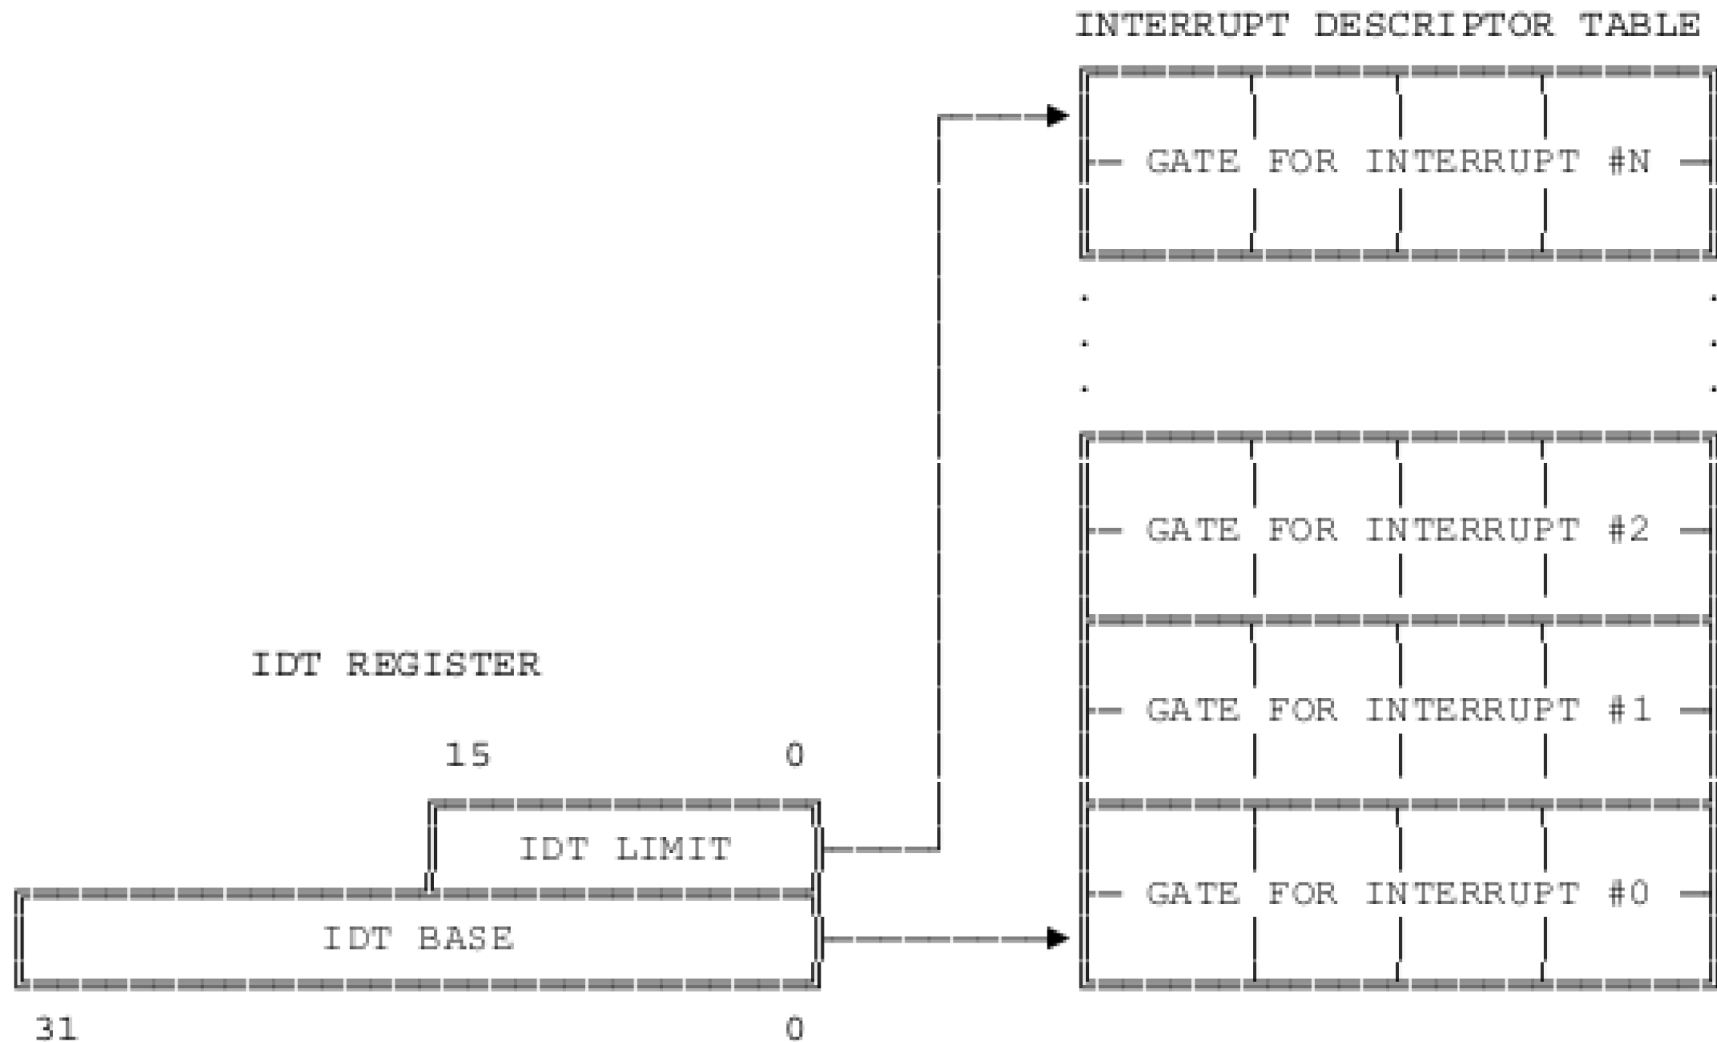 INTERRUPT DESCRIPTOR TABLE
GATE FOR INTERRUPT #N
GATE FOR INTERRUPT #2
IDT REGISTER
GATE FOR INTERRUPT #1
15 0
IDT LIMIT
GATE FOR INTERRUPT #0
IDT BASE
31 0